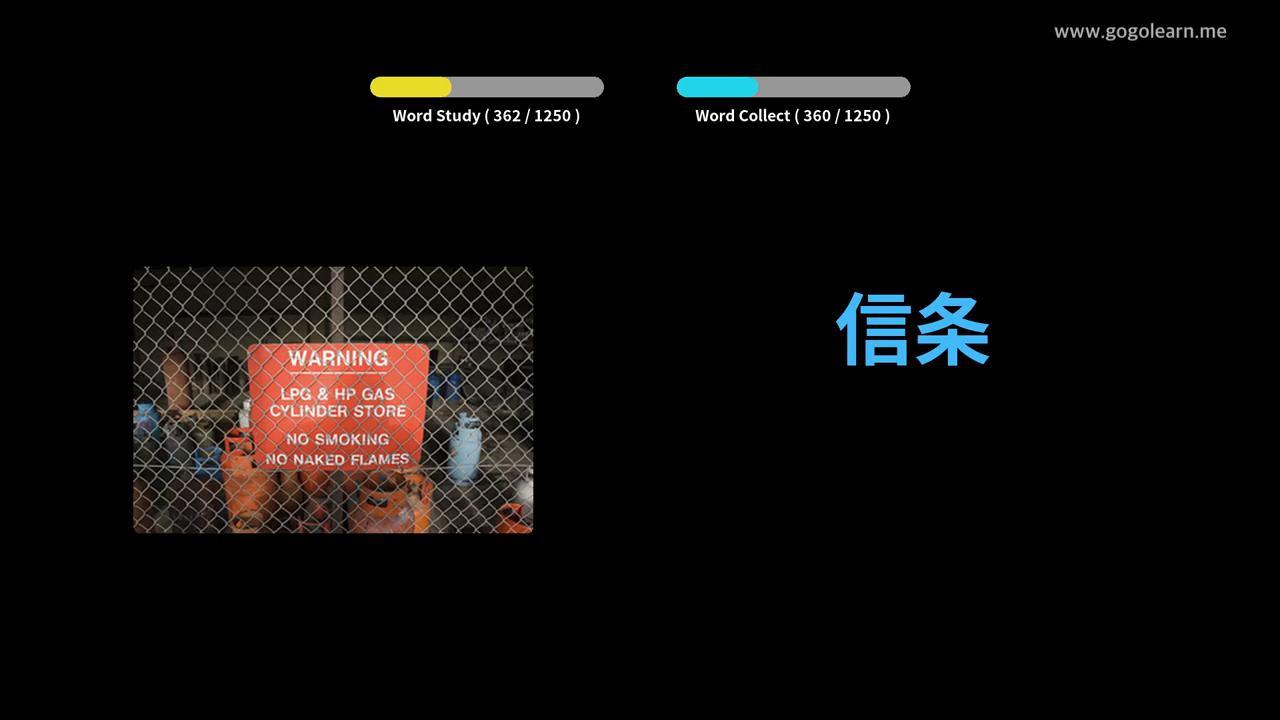 www.gogolearn.me
Word Study ( 362 / 1250 )
Word Collect ( 360 / 1250 )
WARNING
LPG & HP GAS
CYLINDER STORE
NO SMOKING
NO NAKED FLAMES
信条